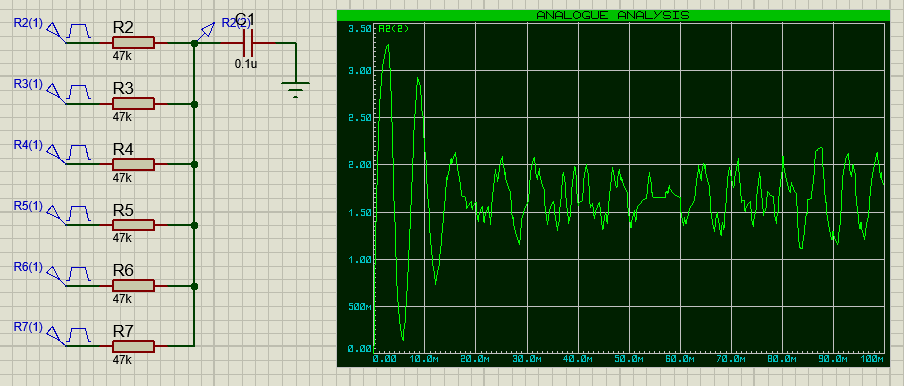 R2(1)
R2
47k
R2(2)
C1
0.1u
R3(1)
R3
47k
R4(1)
R4
47k
R5(1)
R5
47k
R6(1)
R6
47k
R7(1)
R7
47k
ANALOGUE ANALYSIS
R2(2)
3.50
3.00
2.50
2.00
1.50
1.00
500m
0.00
0.00 10.0m 20.0m 30.0m 40.0m 50.0m 60.0m 70.0m 80.0m 90.0m 100m